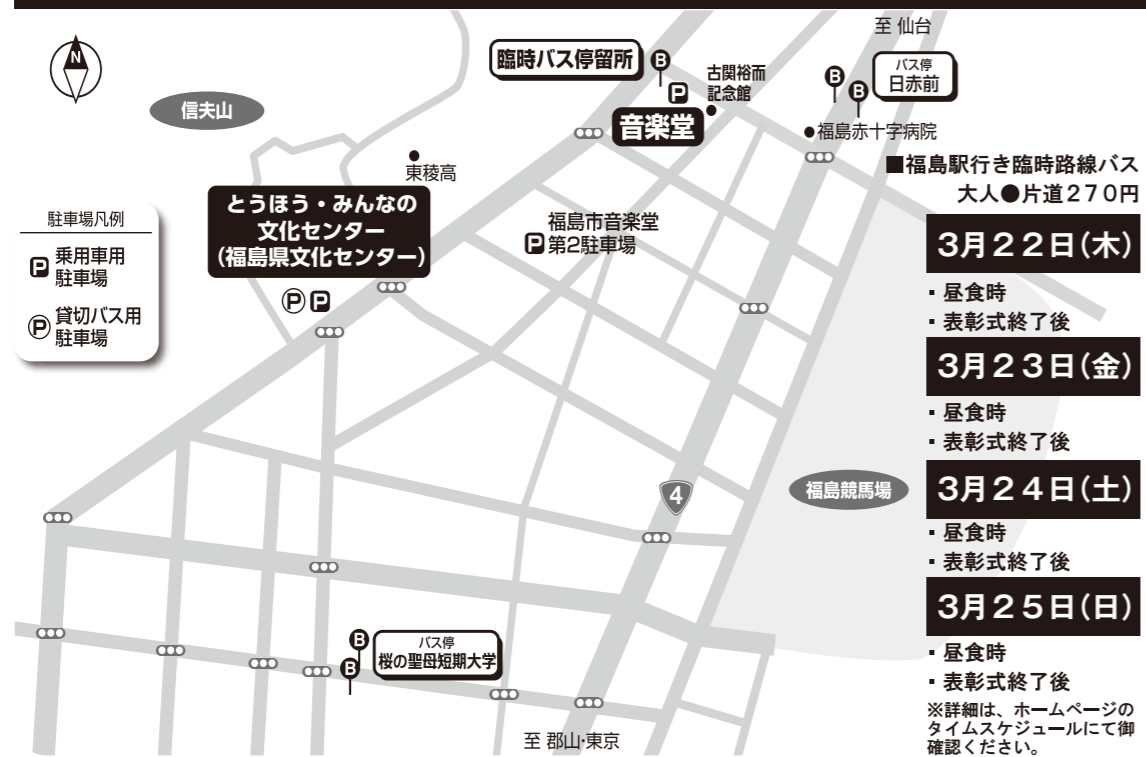 至 仙台
N
臨時バス停留所
B
P
古関裕而
記念館
B
B
バス停
日赤前
信夫山
音楽堂
福島赤十字病院
東稜高
とうほう・みんなの
文化センター
(福島県文化センター)
P P
福島市音楽堂
P 第2駐車場
駐車場凡例
P 乗用車用
駐車場
P 貸切バス用
駐車場
4
福島競馬場
B
B
バス停
桜の聖母短期大学
至 郡山・東京
■福島駅行き臨時路線バス
大人●片道270円
3月22日(木)
・昼食時
・表彰式終了後
3月23日(金)
・昼食時
・表彰式終了後
3月24日(土)
・昼食時
・表彰式終了後
3月25日(日)
・昼食時
・表彰式終了後
※詳細は、ホームページの
タイムスケジュールにて御
確認ください。